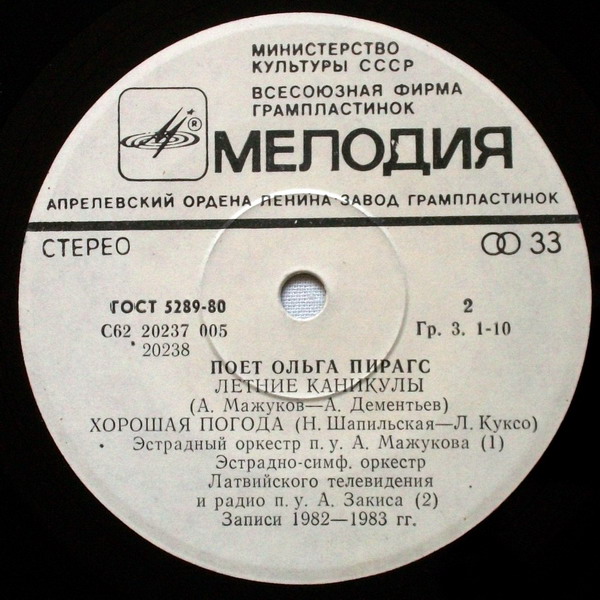 МИНИСТЕРСТВО
КУЛЬТУРЫ СССР
ВСЕСОЮЗНАЯ ФИРМА
ГРАМПЛАСТИНОК
®
МЕЛОДИЯ
АПРЕЛЕВСКИЙ ОРДЕНА ЛЕНИНА ЗАВОД ГРАМПЛАСТИНОК
СТЕРЕО
33
ГОСТ 5289-80
2
С62 20237 005
Гр. 3. 1-10
20238
ПОЕТ ОЛЬГА ПИРАГС
ЛЕТНИЕ КАНИКУЛЫ
(А. Мажуков—А. Дементьев)
ХОРОШАЯ ПОГОДА (Н. Шапильская—Л. Куксо)
Эстрадный оркестр п. у. А. Мажукова (1)
Эстрадно-симф. оркестр
Латвийского телевидения
и радио п. у. А. Закиса (2)
Записи 1982—1983 гг.